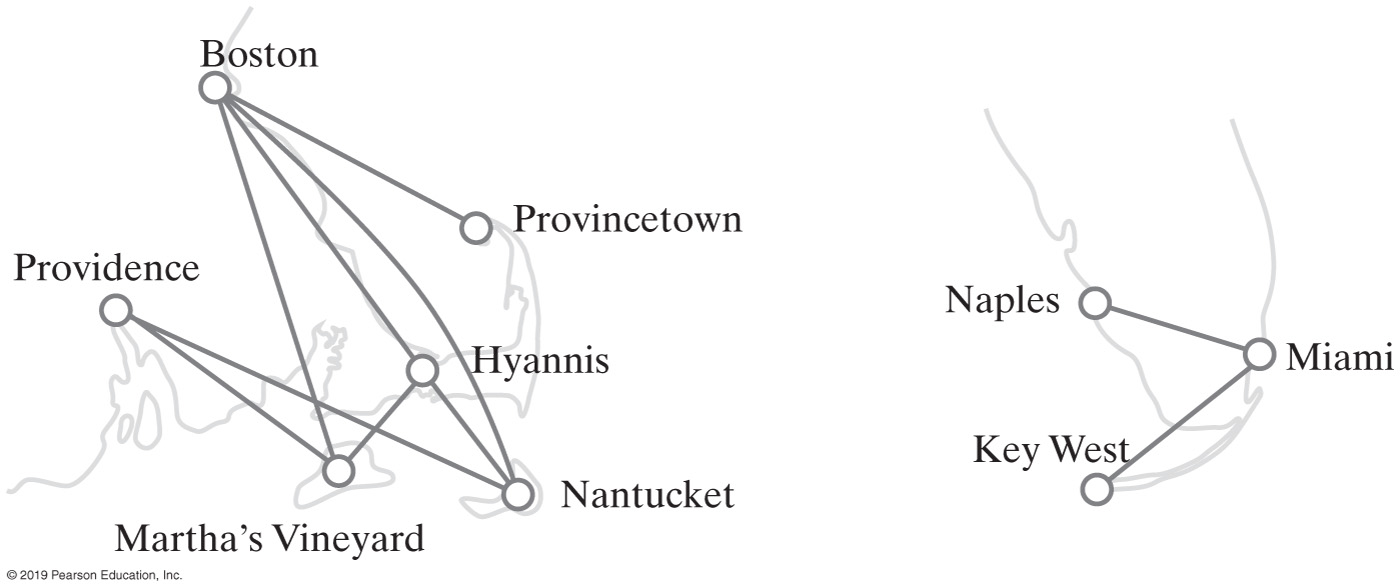 Boston
Provincetown
Providence
Naples
Miami
Hyannis
Key West
Nantucket
Martha’s Vineyard
© 2019 Pearson Education, Inc.